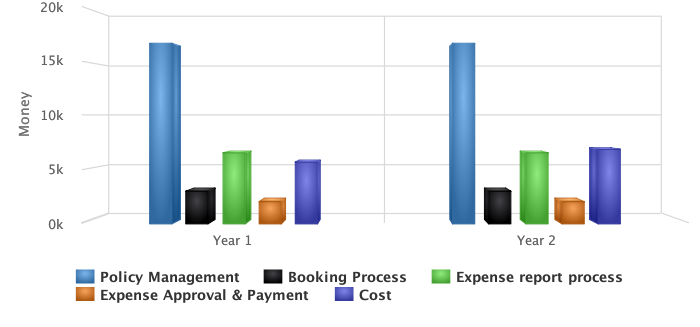 20k
15k
10k
5k
0k
Money
Year 1
Year 2
Policy Management
Booking Process
Expense report process
Expense Approval & Payment
Cost